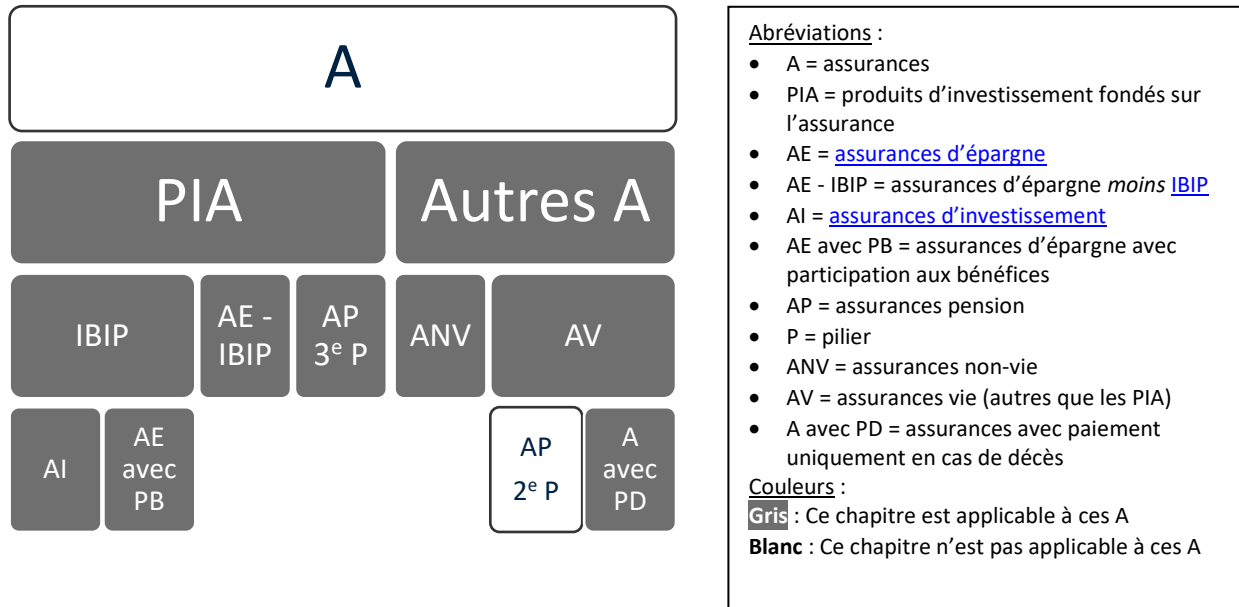 A
PIA
Autres A
IBIP
AE -
IBIP
AP
3e P
ANV
AV
AI
AE
avec
PB
AP
2e P
A
avec
PD
Abréviations :
• A = assurances
• PIA = produits d’investissement fondés sur
l’assurance
• AE = assurances d’épargne
• AE - IBIP = assurances d’épargne moins IBIP
• AI = assurances d’investissement
• AE avec PB = assurances d’épargne avec
participation aux bénéfices
• AP = assurances pension
• P = pilier
• ANV = assurances non-vie
• AV = assurances vie (autres que les PIA)
• A avec PD = assurances avec paiement
uniquement en cas de décès
Couleurs :
Gris : Ce chapitre est applicable à ces A
Blanc : Ce chapitre n’est pas applicable à ces A